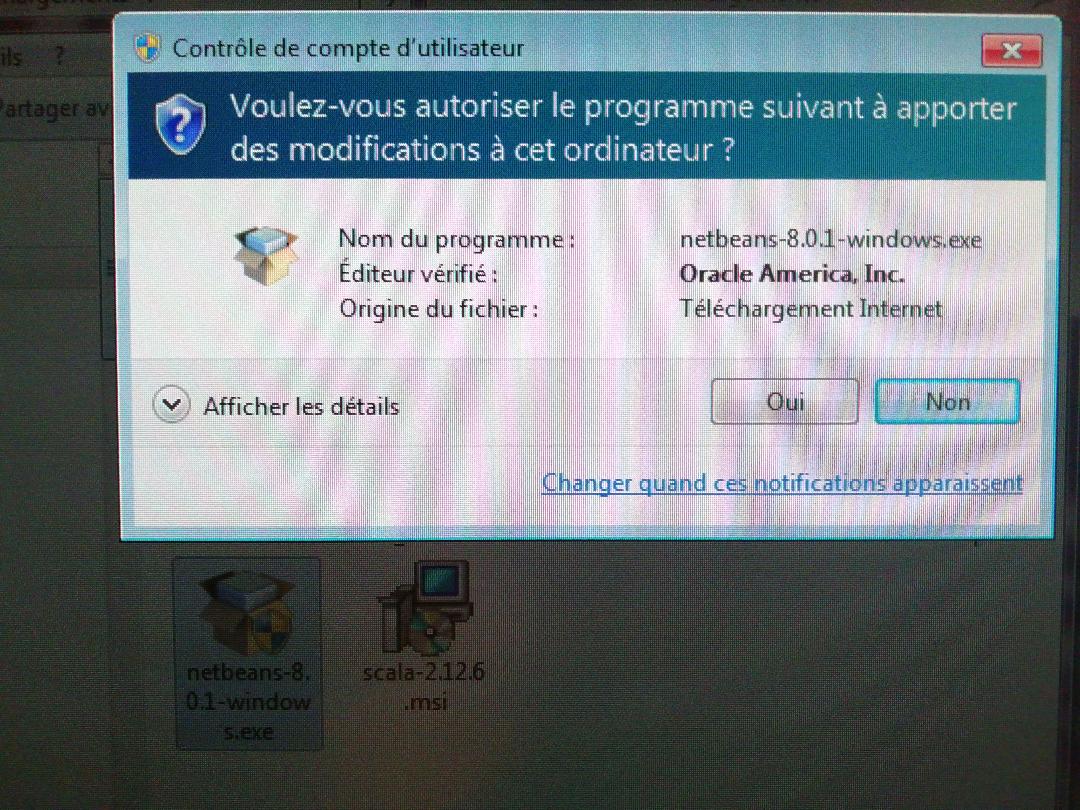 ils ?
Partager av
Contrôle de compte d'utilisateur
Voulez-vous autoriser le programme suivant à apporter
des modifications à cet ordinateur ?
Nom du programme : netbeans-8.0.1-windows.exe
Éditeur vérifié : Oracle America, Inc.
Origine du fichier : Téléchargement Internet
Afficher les détails
Oui Non
Changer quand ces notifications apparaissent
netbeans-8. scala-2.12.6
0.1-window .msi
s.exe